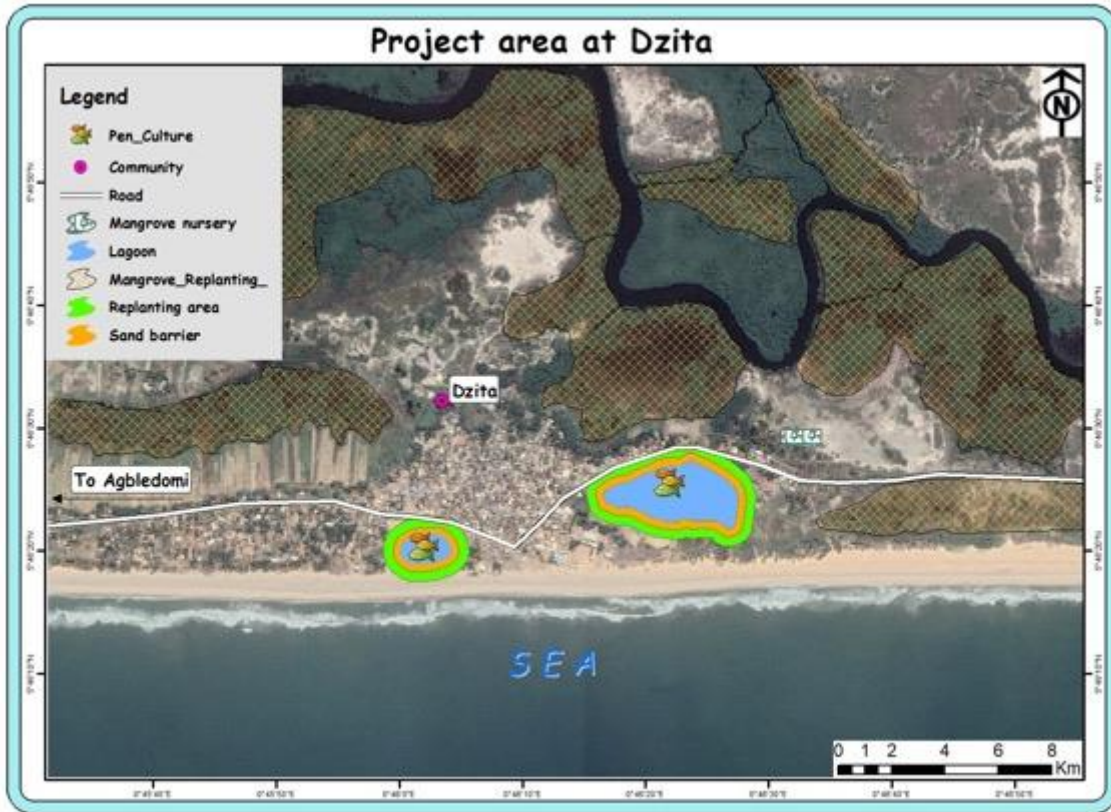 Project area at Dzita
Legend
Pen_Culture
Community
Road
Mangrove nursery
Lagoon
Mangrove_Replanting_
Replanting area
Sand barrier
N
Dzita
To Agbledomi
SEA
0 1 2 4 6 8
Km